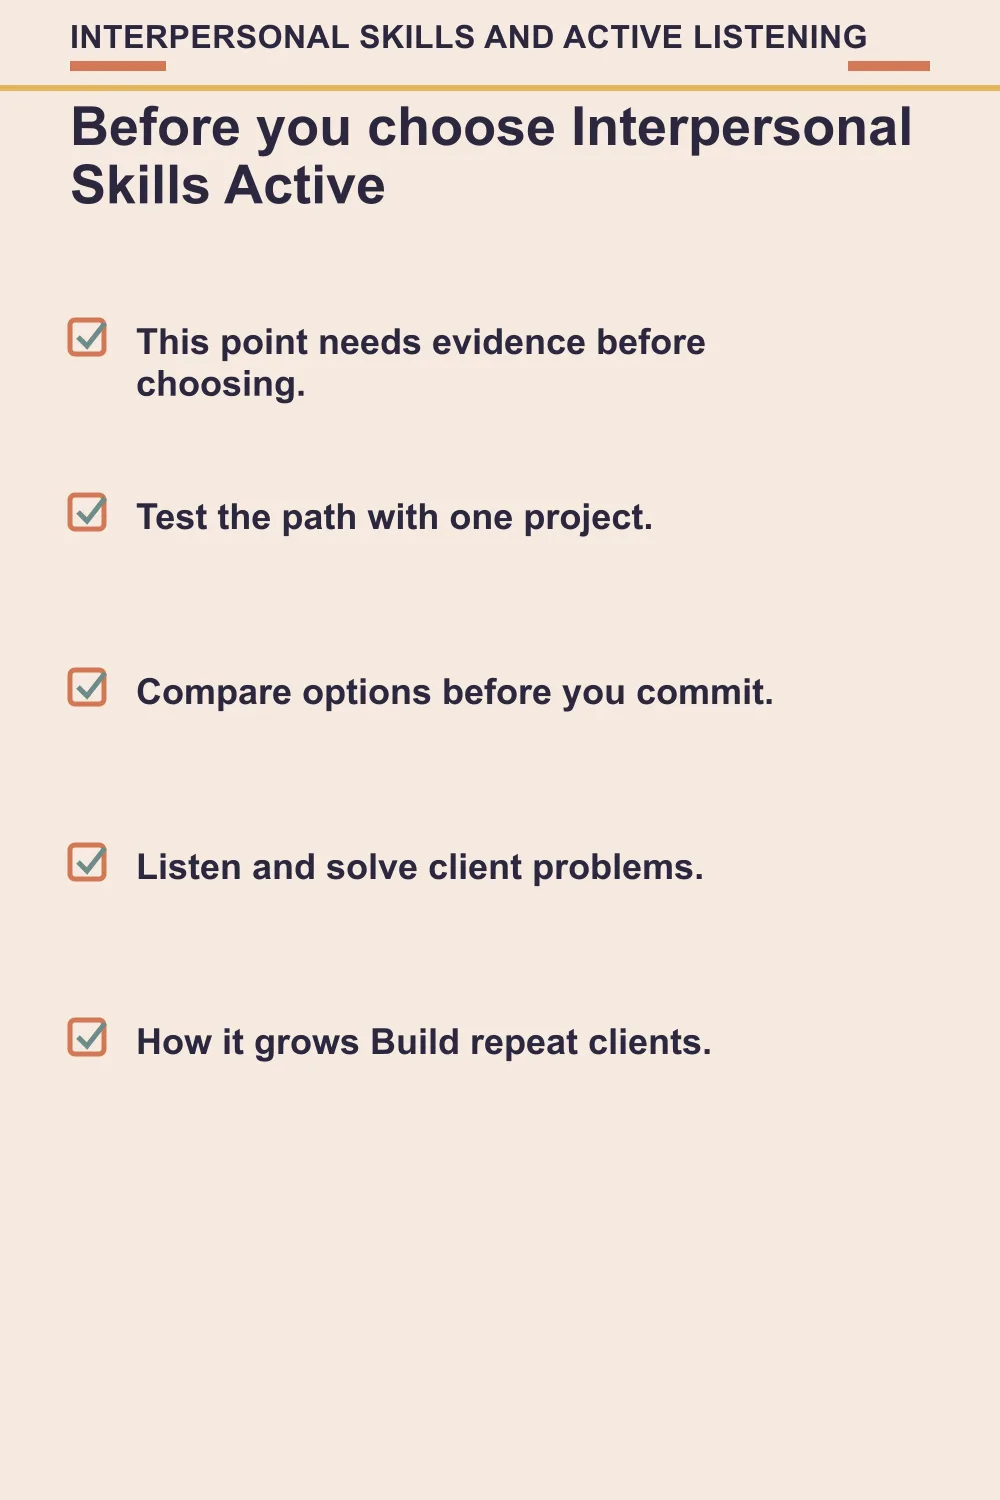 INTERPERSONAL SKILLS AND ACTIVE LISTENING
Before you choose Interpersonal
Skills Active
This point needs evidence before
choosing.
Test the path with one project.
Compare options before you commit.
Listen and solve client problems.
How it grows Build repeat clients.